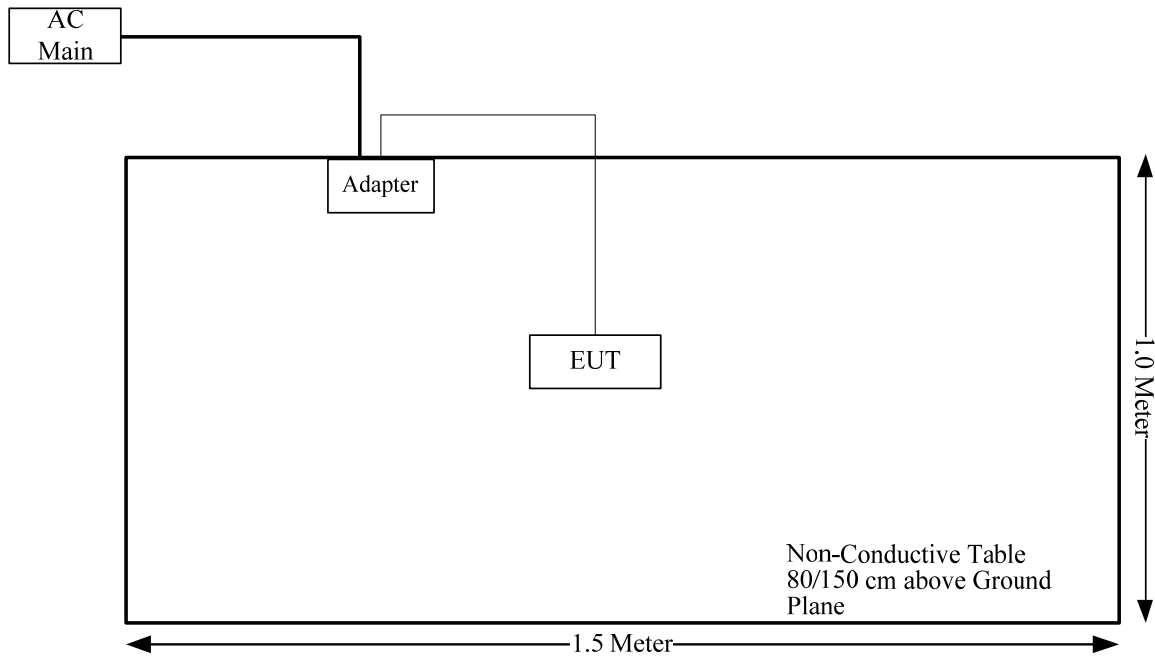 AC
Main
Adapter
EUT
1.0 Meter
Non-Conductive Table
80/150 cm above Ground
Plane
1.5 Meter